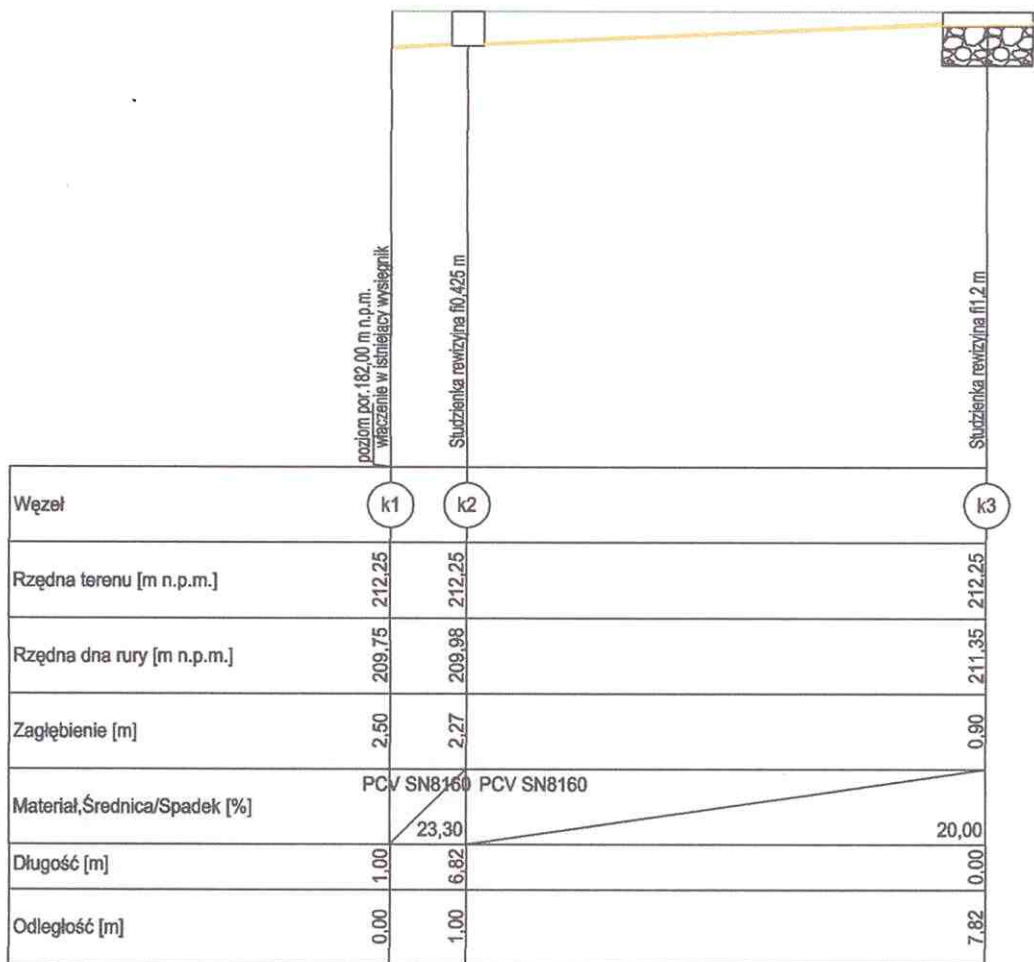 poziom por.182,00 m n.p.m.
włączenie w istniejący wysięgnik
Studzienka rewizyjna fi0,425 m
Studzienka rewizyjna fi1,2 m
Węzeł k1 k2 k3
Rzędna terenu [m n.p.m.] 212,25 212,25 212,25
Rzędna dna rury [m n.p.m.] 209,75 209,98 211,35
Zagłębienie [m] 2,50 2,27 0,90
PCV SN8160 PCV SN8160
Materiał,Średnica/Spadek [%]
23,30 20,00
Długość [m] 1,00 6,82 0,00
Odległość [m] 0,00 1,00 7,82